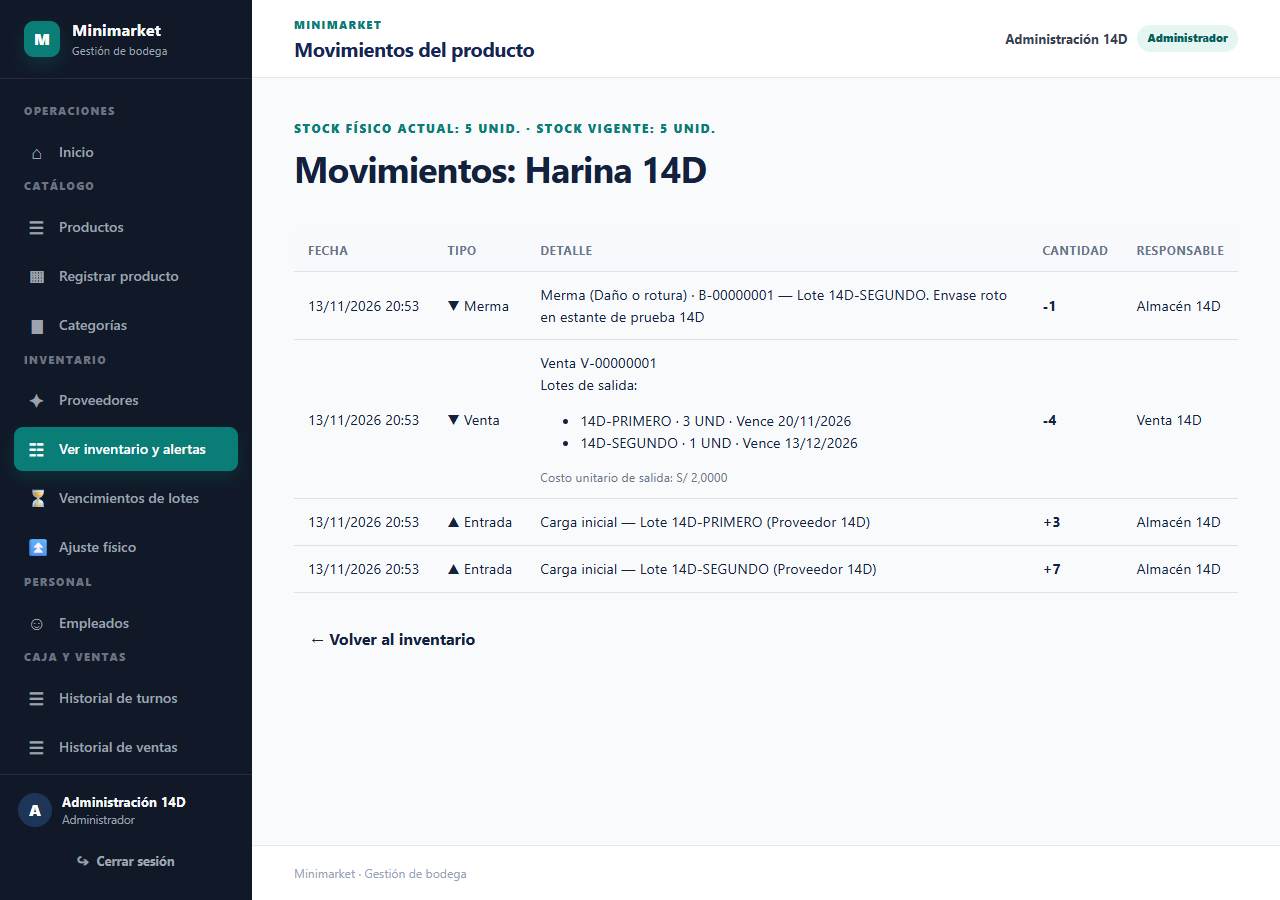 M
Minimarket
Gestión de bodega
OPERACIONES
Inicio
CATÁLOGO
Productos
Registrar producto
Categorías
INVENTARIO
Proveedores
Ver inventario y alertas
Vencimientos de lotes
Ajuste físico
PERSONAL
Empleados
CAJA Y VENTAS
Historial de turnos
Historial de ventas
A
Administración 14D
Administrador
Cerrar sesión
MINIMARKET
Movimientos del producto
Administración 14D
Administrador
STOCK FÍSICO ACTUAL: 5 UNID. · STOCK VIGENTE: 5 UNID.
Movimientos: Harina 14D
FECHA TIPO DETALLE CANTIDAD RESPONSABLE
13/11/2026 20:53 ▼ Merma Merma (Daño o rotura) · B-00000001 — Lote 14D-SEGUNDO. Envase roto
en estante de prueba 14D -1 Almacén 14D
13/11/2026 20:53 ▼ Venta Venta V-00000001
Lotes de salida:
• 14D-PRIMERO · 3 UND · Vence 20/11/2026
• 14D-SEGUNDO · 1 UND · Vence 13/12/2026
Costo unitario de salida: S/ 2,0000 -4 Venta 14D
13/11/2026 20:53 ▲ Entrada Carga inicial — Lote 14D-PRIMERO (Proveedor 14D) +3 Almacén 14D
13/11/2026 20:53 ▲ Entrada Carga inicial — Lote 14D-SEGUNDO (Proveedor 14D) +7 Almacén 14D
← Volver al inventario
Minimarket · Gestión de bodega